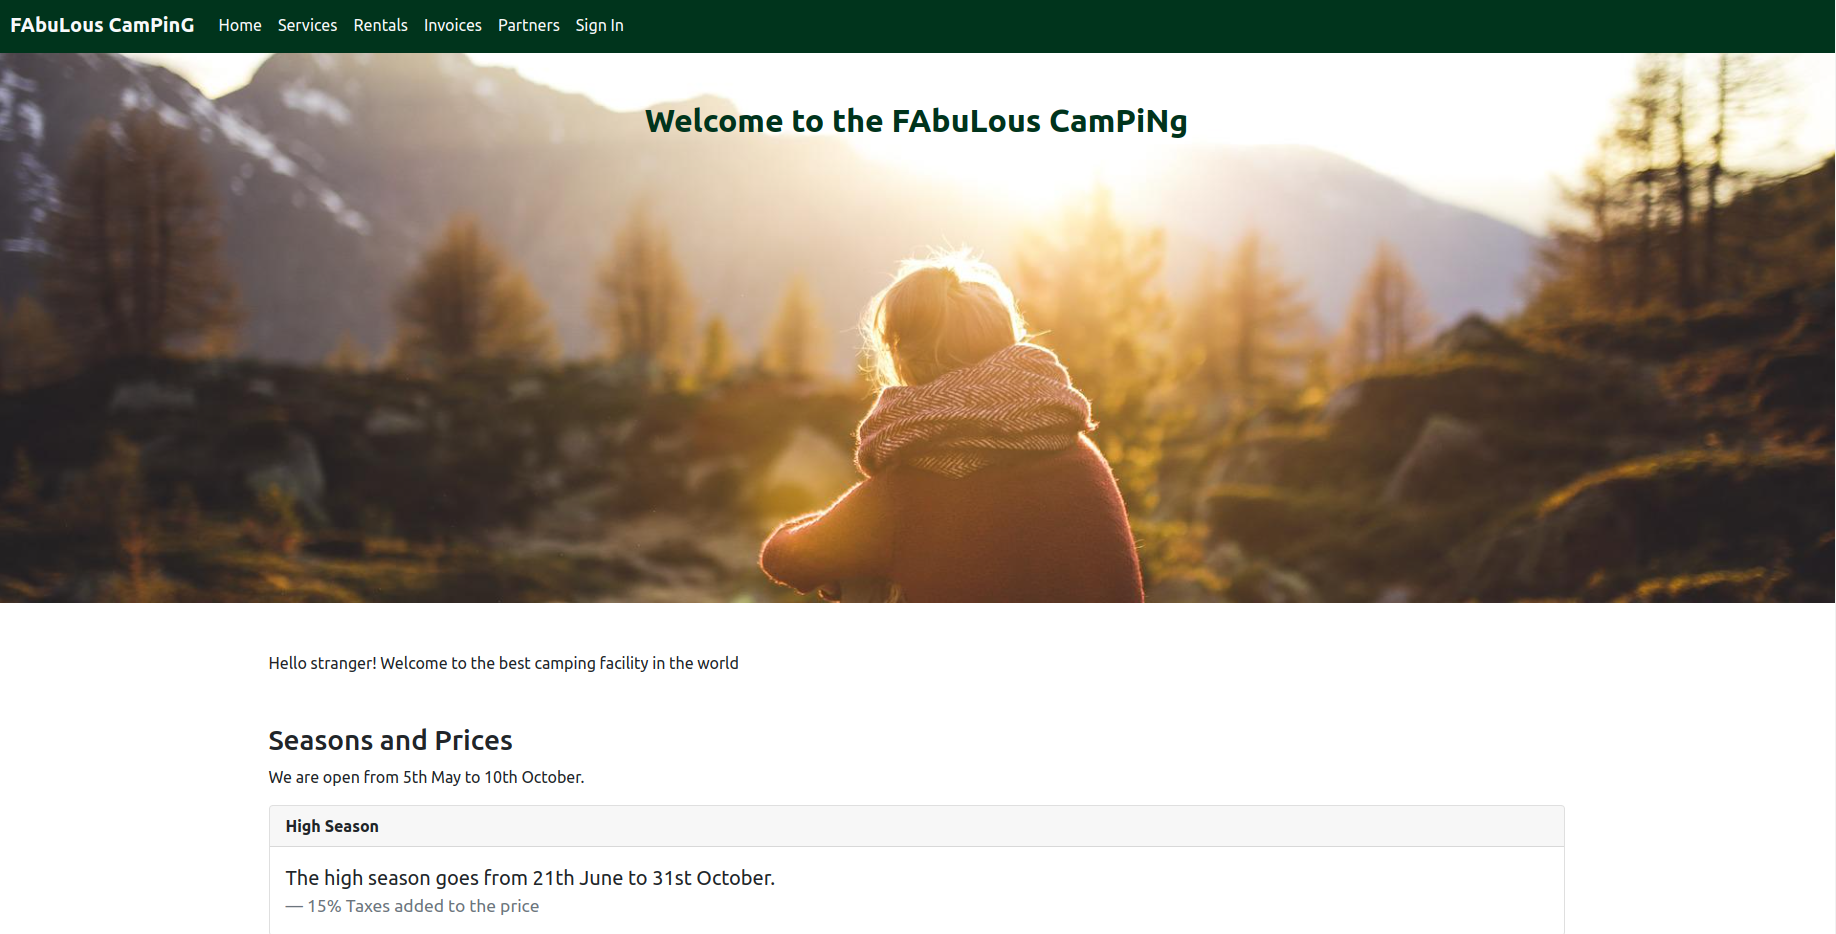 FAbuLous CamPinG Home Services Rentals Invoices Partners Sign In
Welcome to the FAbuLous CamPiNg
Hello stranger! Welcome to the best camping facility in the world
Seasons and Prices
We are open from 5th May to 10th October.
High Season
The high season goes from 21th June to 31st October.
— 15% Taxes added to the price